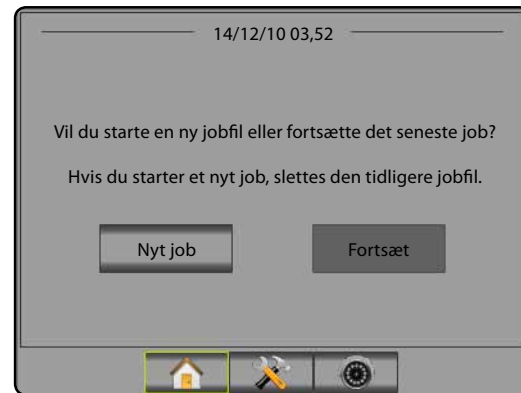 14/12/10 03,52
Vil du starte en ny jobfil eller fortsætte det seneste job?
Hvis du starter et nyt job, slettes den tidligere jobfil.
Nyt job
Fortsæt